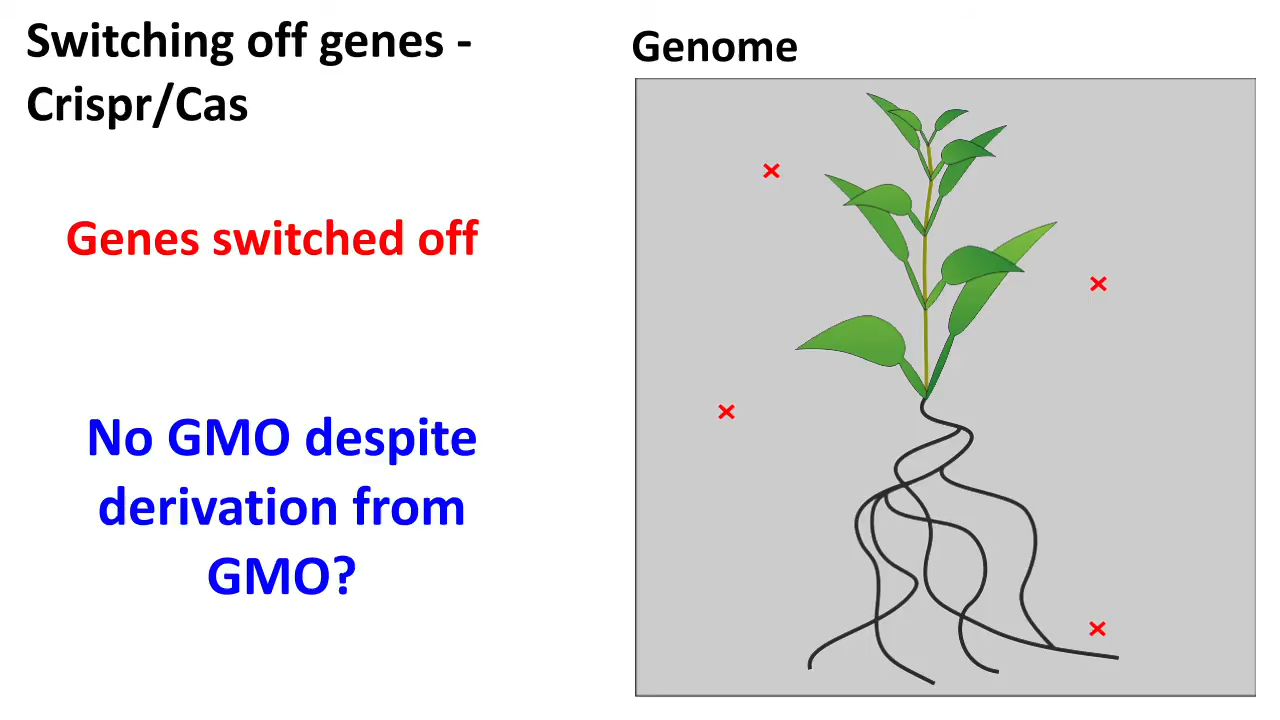 Switching off genes -
Crispr/Cas
Genome
Genes switched off
No GMO despite
derivation from
GMO?